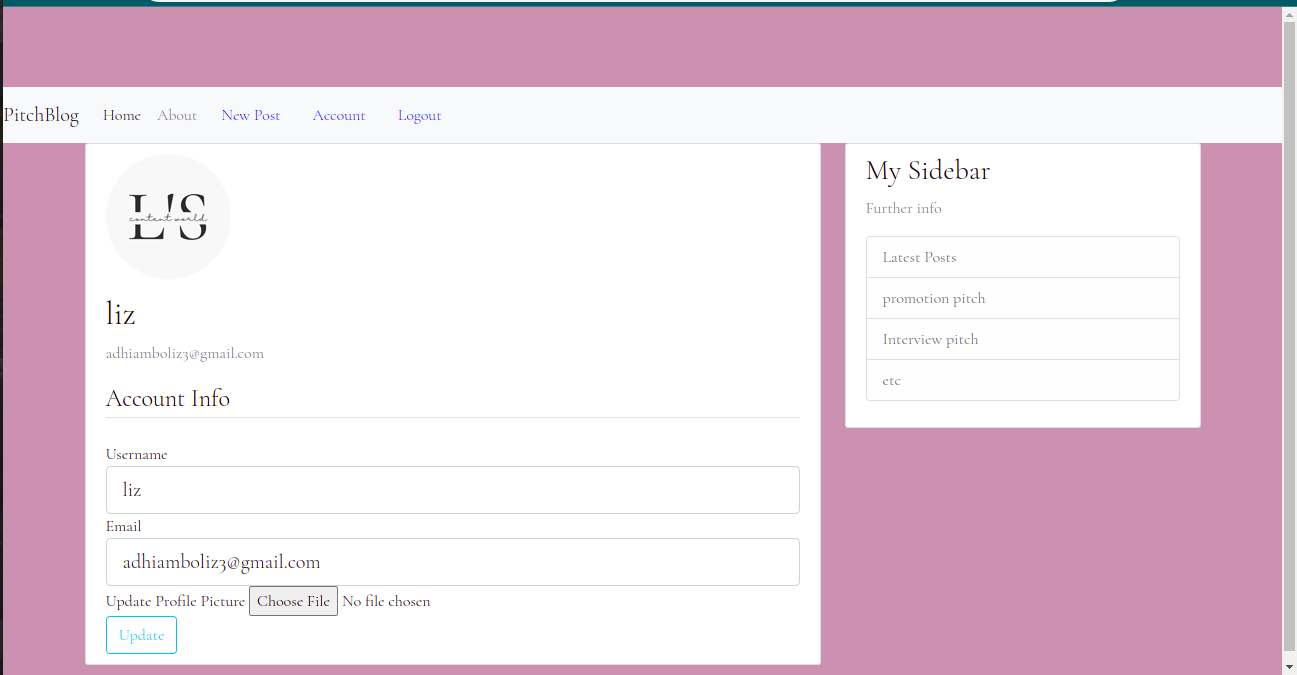 PitchBlog Home About New Post Account Logout
L'S
content world
liz
adhiamboliz3@gmail.com
Account Info
Username
liz
Email
adhiamboliz3@gmail.com
Update Profile Picture Choose File No file chosen
Update
My Sidebar
Further info
Latest Posts
promotion pitch
Interview pitch
etc